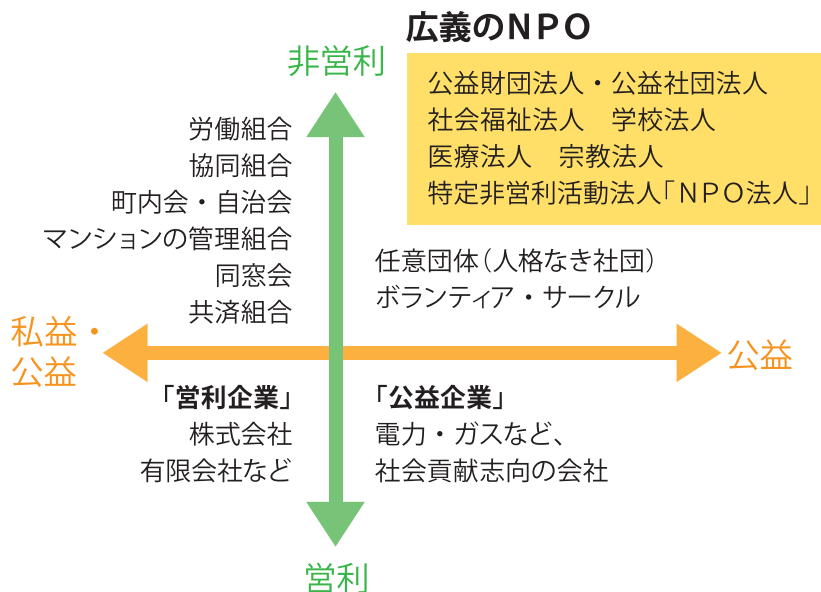 広義のNPO
非営利
公益財団法人・公益社団法人
社会福祉法人　学校法人
医療法人　宗教法人
特定非営利活動法人「NPO法人」
労働組合
協同組合
町内会・自治会
マンションの管理組合
同窓会
共済組合
任意団体（人格なき社団）
ボランティア・サークル
私益・
公益
公益
「営利企業」
株式会社
有限会社など
「公益企業」
電力・ガスなど、
社会貢献志向の会社
営利